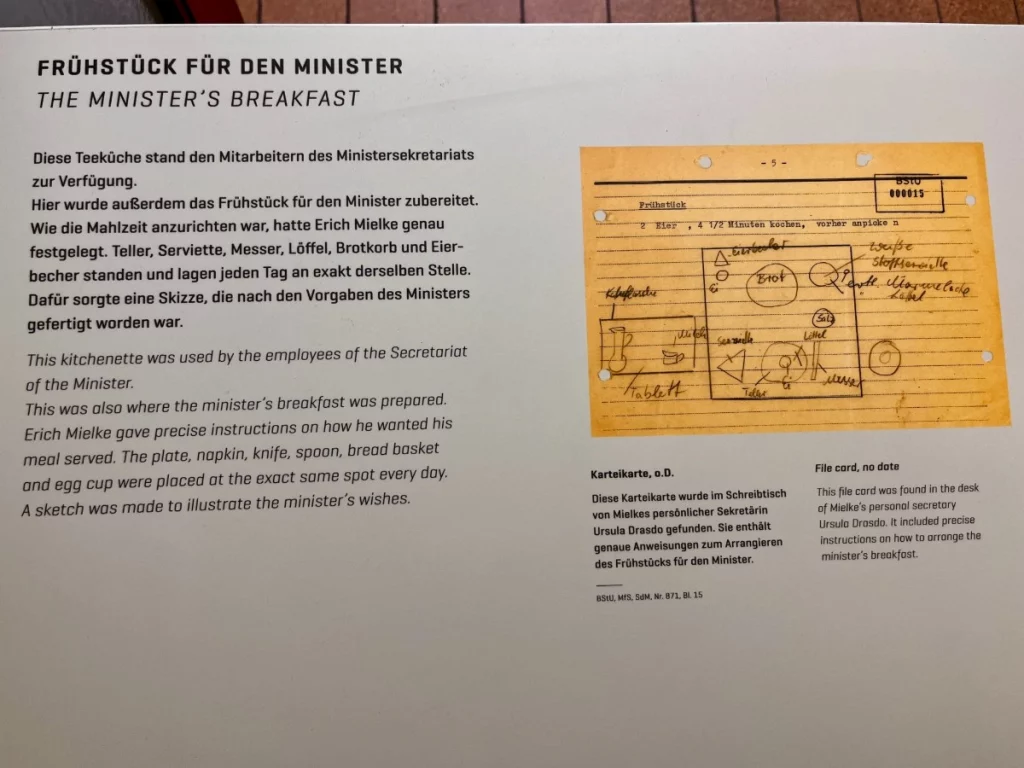 FRÜHSTÜCK FÜR DEN MINISTER
THE MINISTER'S BREAKFAST
Diese Teeküche stand den Mitarbeitern des Ministersekretariats
zur Verfügung.
Hier wurde außerdem das Frühstück für den Minister zubereitet.
Wie die Mahlzeit anzurichten war, hatte Erich Mielke genau
festgelegt. Teller, Serviette, Messer, Löffel, Brotkorb und Eier-
becher standen und lagen jeden Tag an exakt derselben Stelle.
Dafür sorgte eine Skizze, die nach den Vorgaben des Ministers
gefertigt worden war.
This kitchenette was used by the employees of the Secretariat
of the Minister.
This was also where the minister's breakfast was prepared.
Erich Mielke gave precise instructions on how he wanted his
meal served. The plate, napkin, knife, spoon, bread basket
and egg cup were placed at the exact same spot every day.
A sketch was made to illustrate the minister's wishes.
- 5 -
BStU
000015
Frühstück
2 Eier , 4 1/2 Minuten kochen, vorher anpicke n
Eierbecher
Ei
Brot
Weiße
Marmelade
Salz
Milch
Serviette
Löffel
Messer
Teller
Ei
Tablett
Karteikarte, o.D.
Diese Karteikarte wurde im Schreibtisch
von Mielkes persönlicher Sekretärin
Ursula Drasdo gefunden. Sie enthält
genaue Anweisungen zum Arrangieren
des Frühstücks für den Minister.
BStU, MfS, SdM, Nr. 871, Bl. 15
File card, no date
This file card was found in the desk
of Mielke's personal secretary
Ursula Drasdo. It included precise
instructions on how to arrange the
minister's breakfast.